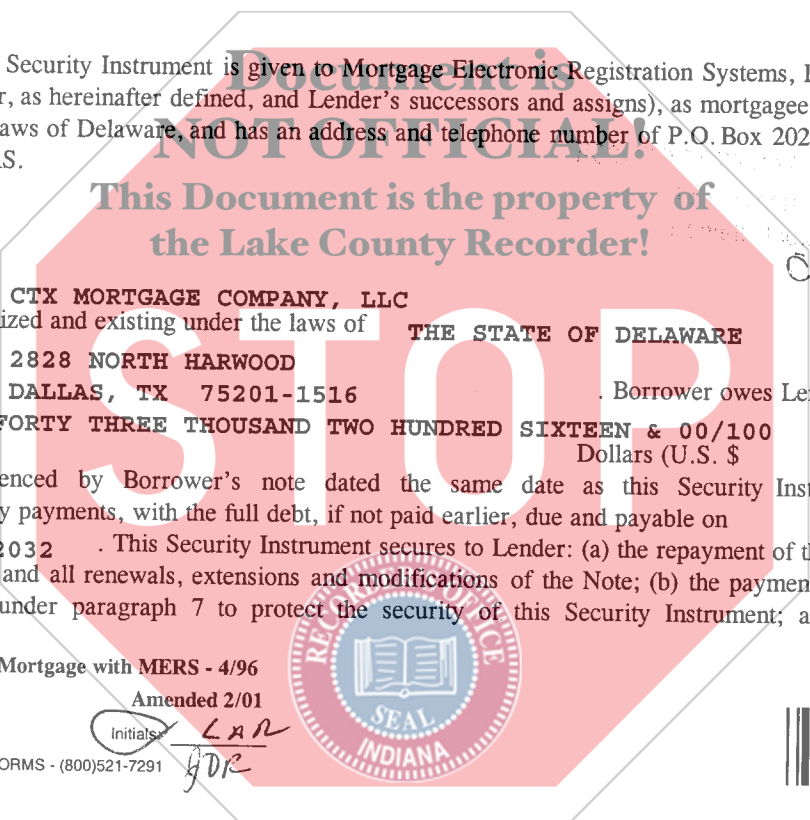 Security Instrument is given to Mortgage Electronic Registration Systems, I
r, as hereinafter defined, and Lender's successors and assigns), as mortgagee
aws of Delaware, and has an address and telephone number of P.O. Box 202
S.
Document is
NOT OFFICIAL!
This Document is the property of
the Lake County Recorder!
CTX MORTGAGE COMPANY, LLC
ized and existing under the laws of THE STATE OF DELAWARE
2828 NORTH HARWOOD
DALLAS, TX 75201-1516 . Borrower owes Le
FORTY THREE THOUSAND TWO HUNDRED SIXTEEN & 00/100
Dollars (U.S. $
enced by Borrower's note dated the same date as this Security Inst
y payments, with the full debt, if not paid earlier, due and payable on
2032 . This Security Instrument secures to Lender: (a) the repayment of th
and all renewals, extensions and modifications of the Note; (b) the paymen
under paragraph 7 to protect the security of this Security Instrument; a
STOP
Mortgage with MERS - 4/96
Amended 2/01
Initials: LAR
JDR
ORMS - (800)521-7291
RECORDER'S OFFICE
SEAL
INDIANA